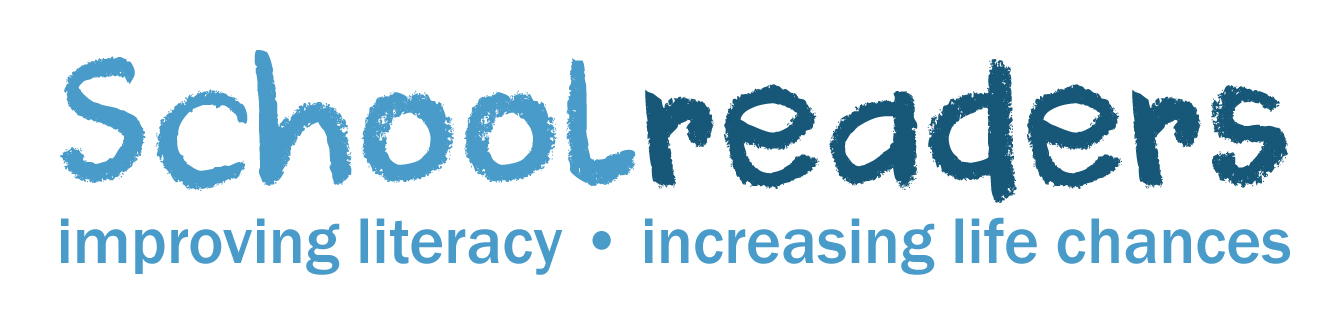 Schoolreaders
improving literacy • increasing life chances